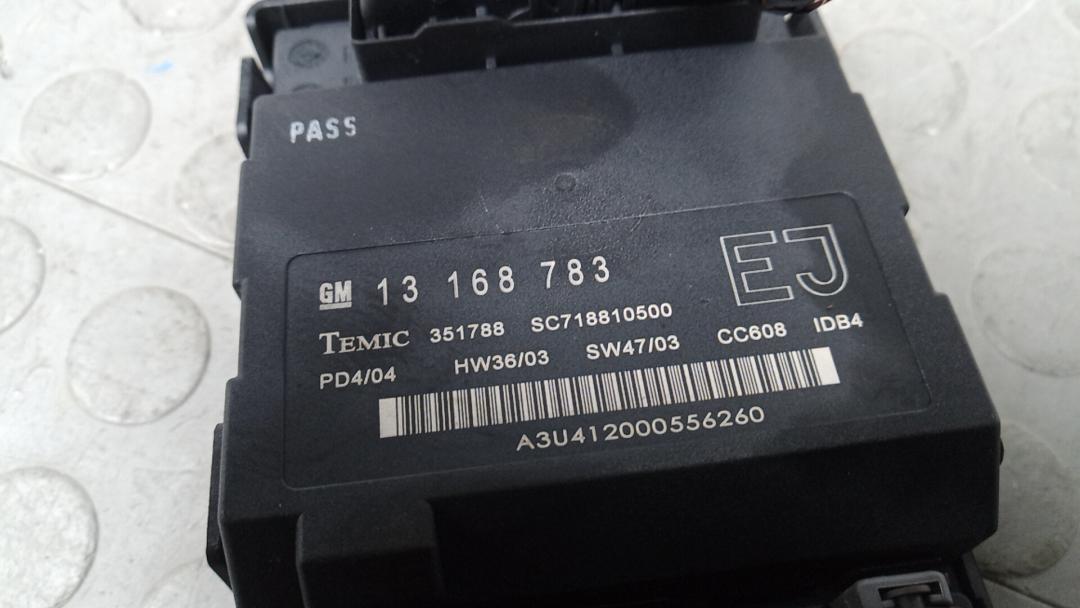 PASS
GM 13 168 783 EJ
TEMIC 351788 SC718810500
PD4/04 HW36/03 SW47/03 CC608 IDB4
A3U412000556260